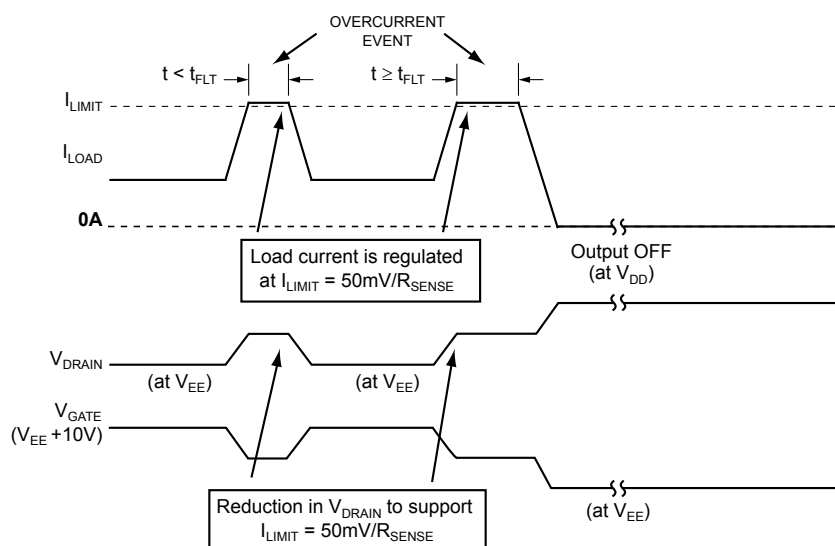 OVERCURRENT
EVENT
t < tFLT
t ≥ tFLT
ILIMIT
ILOAD
0A
Load current is regulated
at ILIMIT = 50mV/RSENSE
Output OFF
(at VDD)
VDRAIN
(at VEE)
(at VEE)
VGATE
(VEE +10V)
Reduction in VDRAIN to support
ILIMIT = 50mV/RSENSE
(at VEE)